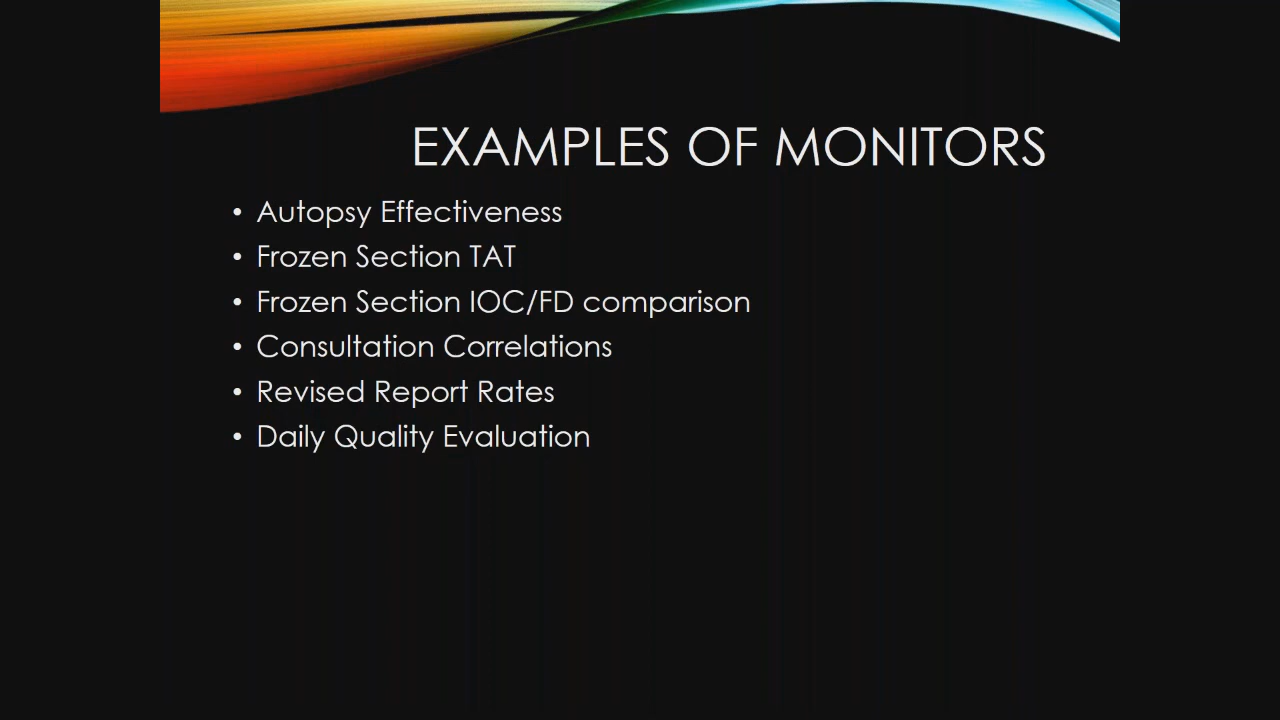 EXAMPLES OF MONITORS
• Autopsy Effectiveness
• Frozen Section TAT
• Frozen Section IOC/FD comparison
• Consultation Correlations
• Revised Report Rates
• Daily Quality Evaluation